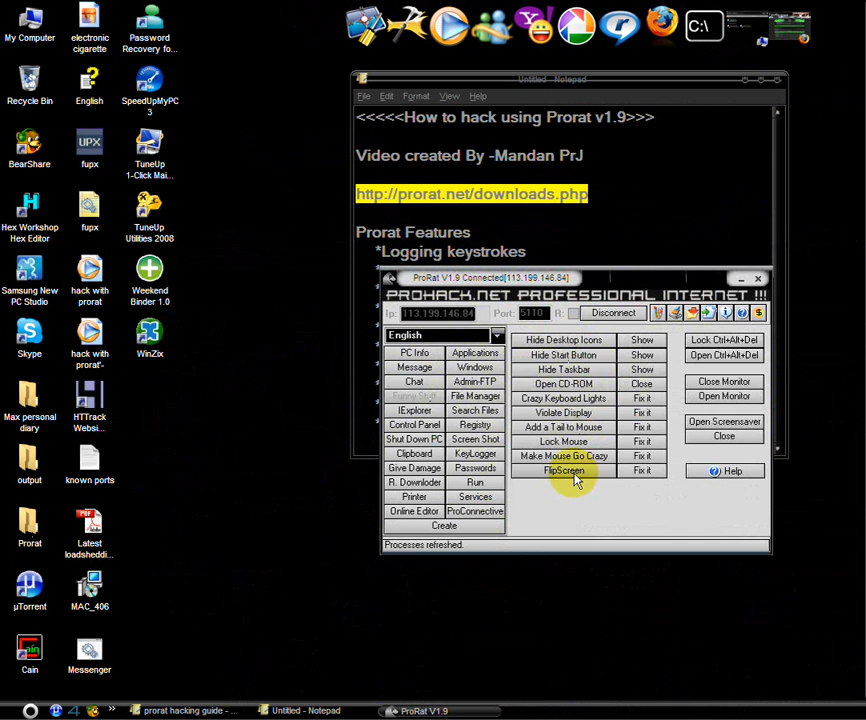 My Computer
electronic cigarette
Password Recovery fo...
Recycle Bin
English
SpeedUpMyPC 3
BearShare
fupx
TuneUp 1-Click Mai...
Hex Workshop Hex Editor
fupx
TuneUp Utilities 2008
Samsung New PC Studio
hack with prorat
Weekend Binder 1.0
Skype
hack with prorat'-
WinZix
Max personal diary
HTTrack Websi...
output
known ports
Prorat
Latest loadsheddi...
µTorrent
MAC_406
Cain
Messenger
C:\
Untitled - Notepad
File Edit Format View Help
<<<<<How to hack using Prorat v1.9>>>
Video created By -Mandan PrJ
http://prorat.net/downloads.php
Prorat Features
*Logging keystrokes
ProRat V1.9 Connected[113.199.146.84]
PROHACK.NET PROFESSIONAL INTERNET !!!
Ip: 113.199.146.84 Port: 5110 R: Disconnect
English
PC Info Applications
Message Windows
Chat Admin-FTP
Funny Stuff File Manager
IExplorer Search Files
Control Panel Registry
Shut Down PC Screen Shot
Clipboard KeyLogger
Give Damage Passwords
R. Downloder Run
Printer Services
Online Editor ProConnective
Create
Hide Desktop Icons Show
Hide Start Button Show
Hide Taskbar Show
Open CD-ROM Close
Crazy Keyboard Lights Fix it
Violate Display Fix it
Add a Tail to Mouse Fix it
Lock Mouse Fix it
Make Mouse Go Crazy Fix it
FlipScreen Fix it
Lock Ctrl+Alt+Del
Open Ctrl+Alt+Del
Close Monitor
Open Monitor
Open Screensaver
Close
Help
Processes refreshed.
prorat hacking guide - ...
Untitled - Notepad
ProRat V1.9